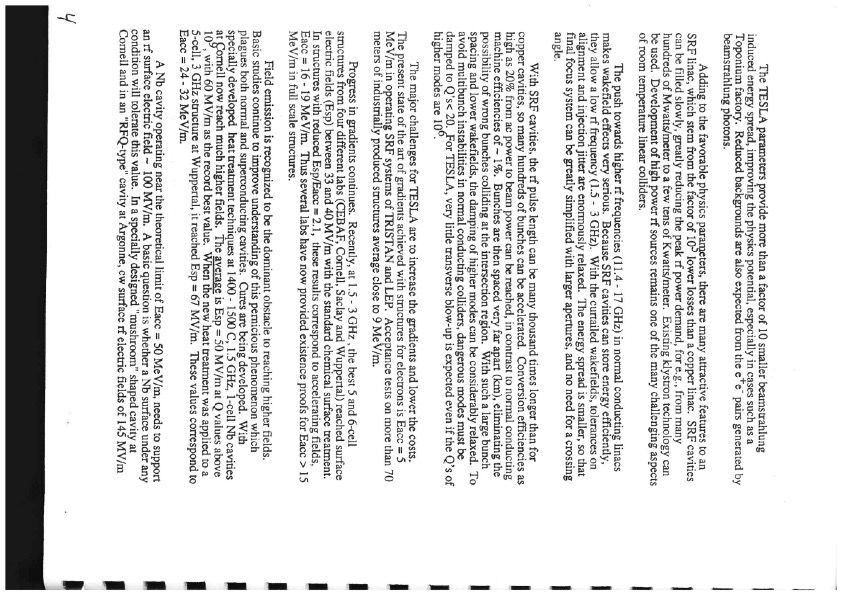 The TESLA parameters provide more than a factor of 10 smaller beamstrahlung
induced energy spread, improving the physics potential, especially in cases such as a
Toponium factory. Reduced backgrounds are also expected from the e+ e- pairs generated by
beamstrahlung photons.
Adding to the favorable physics parameters, there are many attractive features to an
SRF linac, which stem from the factor of 10^5 lower losses than a copper linac. SRF cavities
can be filled slowly, greatly reducing the peak rf power demand, for e.g., from many
hundreds of Mwatts/meter to a few tens of Kwatts/meter. Existing klystron technology can
be used. Development of high power rf sources remains one of the many challenging aspects
of room temperature linear colliders.
The push towards higher rf frequencies (11.4 - 17 GHz) in normal conducting linacs
makes wakefield effects very serious. Because SRF cavities can store energy efficiently,
they allow a low rf frequency (1.5 - 3 GHz). With the curtailed wakefields, tolerances on
alignment and injection jitter are enormously relaxed. The energy spread is smaller, so that
final focus system can be greatly simplified with larger apertures, and no need for a crossing
angle.
With SRF cavities, the rf pulse length can be many thousand times longer than for
copper cavities, so many hundreds of bunches can be accelerated. Conversion efficiencies as
high as 20% from ac power to beam power can be reached, in contrast to normal conducting
machine efficiencies of ~ 1%. Bunches are then spaced very far apart (km), eliminating the
possibility of wrong bunches colliding at the intersection region. With such a large bunch
spacing and lower wakefields, the damping of higher modes can be considerably relaxed. To
avoid multibunch instabilities in normal conducting colliders, dangerous modes must be
damped to Q's < 20. For TESLA, very little transverse blow-up is expected even if the Q's of
higher modes are 10^6.
The major challenges for TESLA are to increase the gradients and lower the costs.
The present state of the art of gradients achieved with structures for electrons is Eacc = 5
MeV/m in operating SRF systems of TRISTAN and LEP. Acceptance tests on more than 70
meters of industrially produced structures average close to 9 MeV/m.
Progress in gradients continues. Recently, at 1.5 - 3 GHz, the best 5 and 6-cell
structures from four different labs (CEBAF, Cornell, Saclay and Wuppertal) reached surface
electric fields (Esp) between 33 and 40 MV/m with the standard chemical surface treatment.
In structures with reduced Esp/Eacc = 2.1, these results correspond to accelerating fields,
Eacc = 16 - 19 MeV/m. Thus several labs have now provided existence proofs for Eacc > 15
MeV/m in full scale structures.
Field emission is recognized to be the dominant obstacle to reaching higher fields.
Basic studies continue to improve understanding of this pernicious phenomenon which
plagues both normal and superconducting cavities. Cures are being developed. With
specially developed heat treatment techniques at 1400 - 1500 C, 1.5 GHz, 1-cell Nb cavities
at Cornell now reach much higher fields. The average is Esp = 50 MV/m at Q values above
10^9, with 60 MV/m as the record best value. When the new heat treatment was applied to a
5-cell, 3 GHz structure at Wuppertal, it reached Esp = 67 MV/m. These values correspond to
Eacc = 24 - 32 MeV/m.
A Nb cavity operating near the theoretical limit of Eacc = 50 MeV/m, needs to support
an rf surface electric field ~ 100 MV/m. A basic question is whether a Nb surface under any
condition will tolerate this value. In a specially designed "mushroom" shaped cavity at
Cornell and in an "RFQ-type" cavity at Argonne, cw surface rf electric fields of 145 MV/m
4